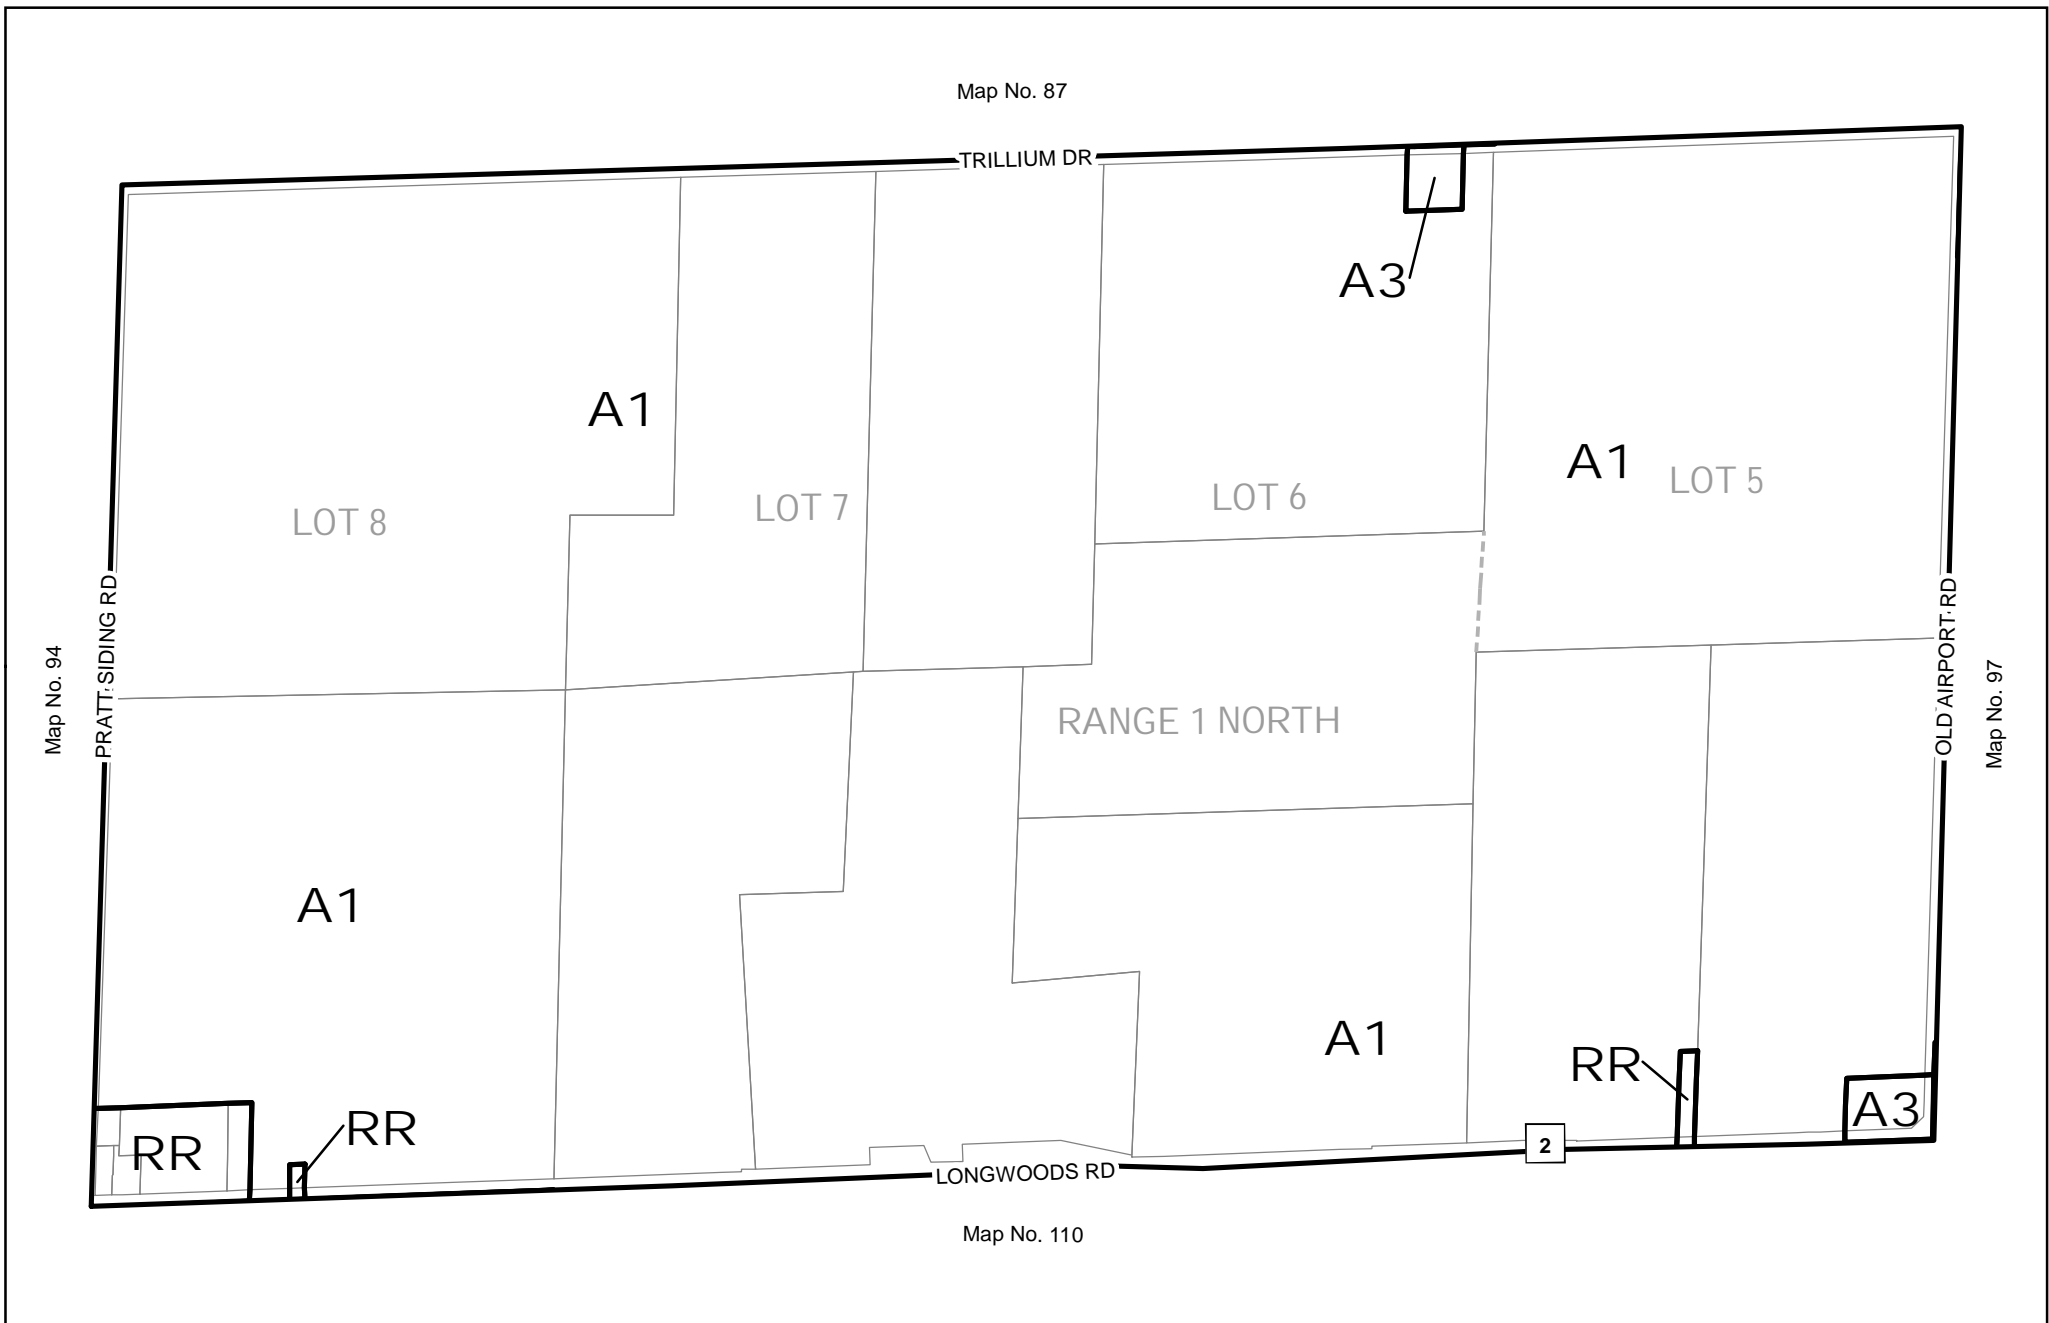 Map No. 87
TRILLIUM DR
A3
A1
A1
LOT 5
LOT 6
LOT 7
LOT 8
PRATT SIDING RD
Map No. 94
OLD AIRPORT RD
Map No. 97
RANGE 1 NORTH
A1
A1
RR
RR
RR
A3
2
LONGWOODS RD
Map No. 110